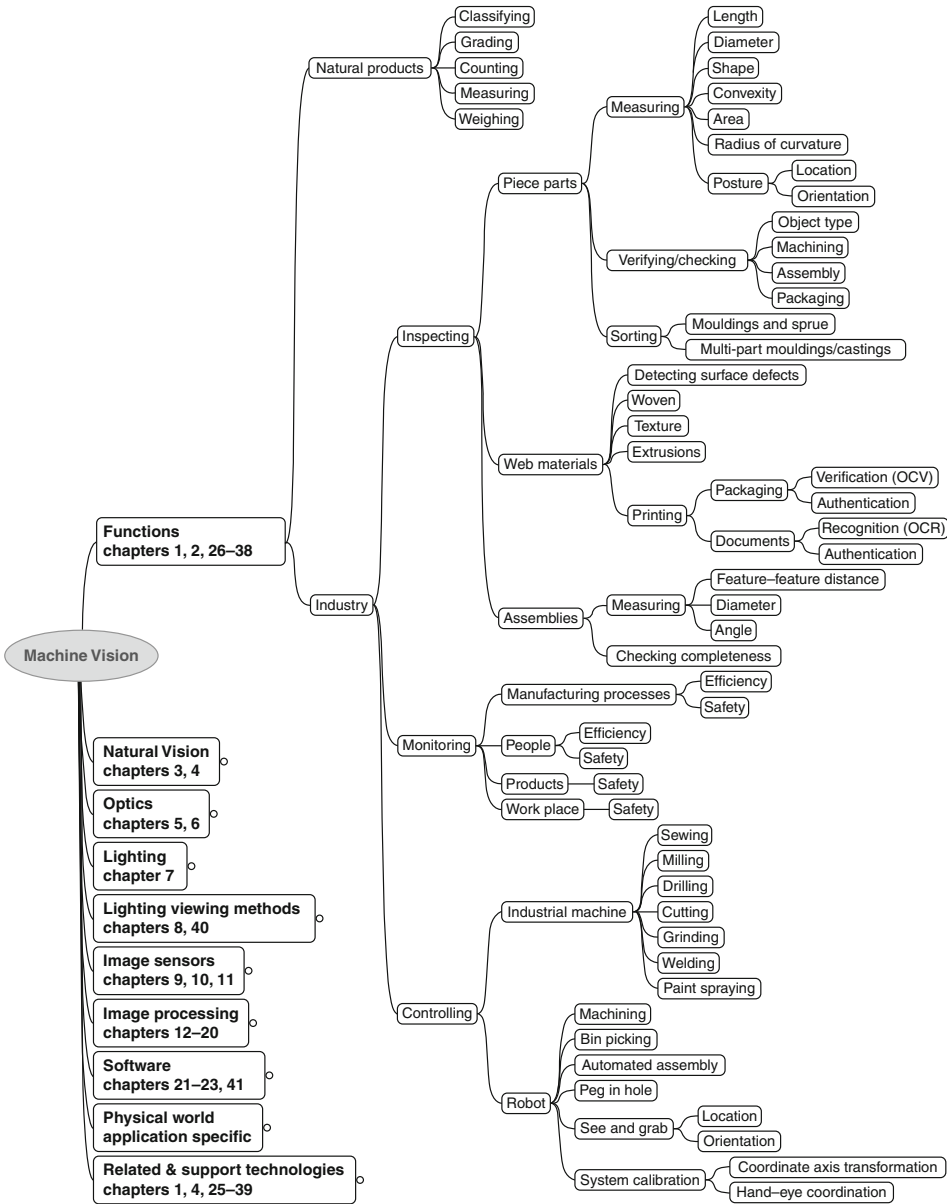 Machine Vision
Functions
chapters 1, 2, 26–38
Natural products
Classifying
Grading
Counting
Measuring
Weighing
Industry
Inspecting
Piece parts
Measuring
Length
Diameter
Shape
Convexity
Area
Radius of curvature
Posture
Location
Orientation
Verifying/checking
Object type
Machining
Assembly
Packaging
Sorting
Mouldings and sprue
Multi-part mouldings/castings
Web materials
Detecting surface defects
Woven
Texture
Extrusions
Printing
Packaging
Verification (OCV)
Authentication
Documents
Recognition (OCR)
Authentication
Assemblies
Measuring
Feature–feature distance
Diameter
Angle
Checking completeness
Monitoring
Manufacturing processes
Efficiency
Safety
People
Efficiency
Safety
Products
Safety
Work place
Safety
Controlling
Industrial machine
Sewing
Milling
Drilling
Cutting
Grinding
Welding
Paint spraying
Robot
Machining
Bin picking
Automated assembly
Peg in hole
See and grab
Location
Orientation
System calibration
Coordinate axis transformation
Hand–eye coordination
Natural Vision
chapters 3, 4
Optics
chapters 5, 6
Lighting
chapter 7
Lighting viewing methods
chapters 8, 40
Image sensors
chapters 9, 10, 11
Image processing
chapters 12–20
Software
chapters 21–23, 41
Physical world
application specific
Related & support technologies
chapters 1, 4, 25–39